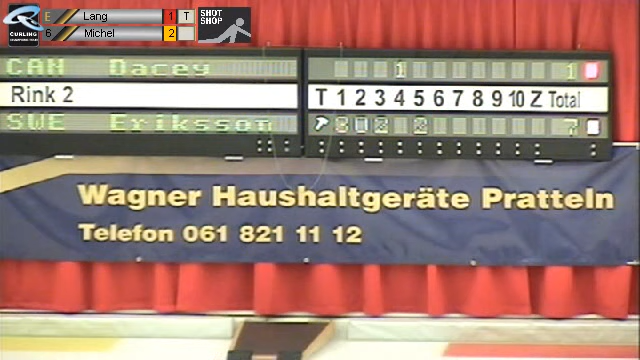 E Lang 1 T
6 Michel 2
CURLING
SHOT SHOP
CAN Dacey 1 1
Rink 2 T 1 2 3 4 5 6 7 8 9 10 Z Total
SWE Eriksson 7
Wagner Haushaltgeräte Pratteln
Telefon 061 821 11 12